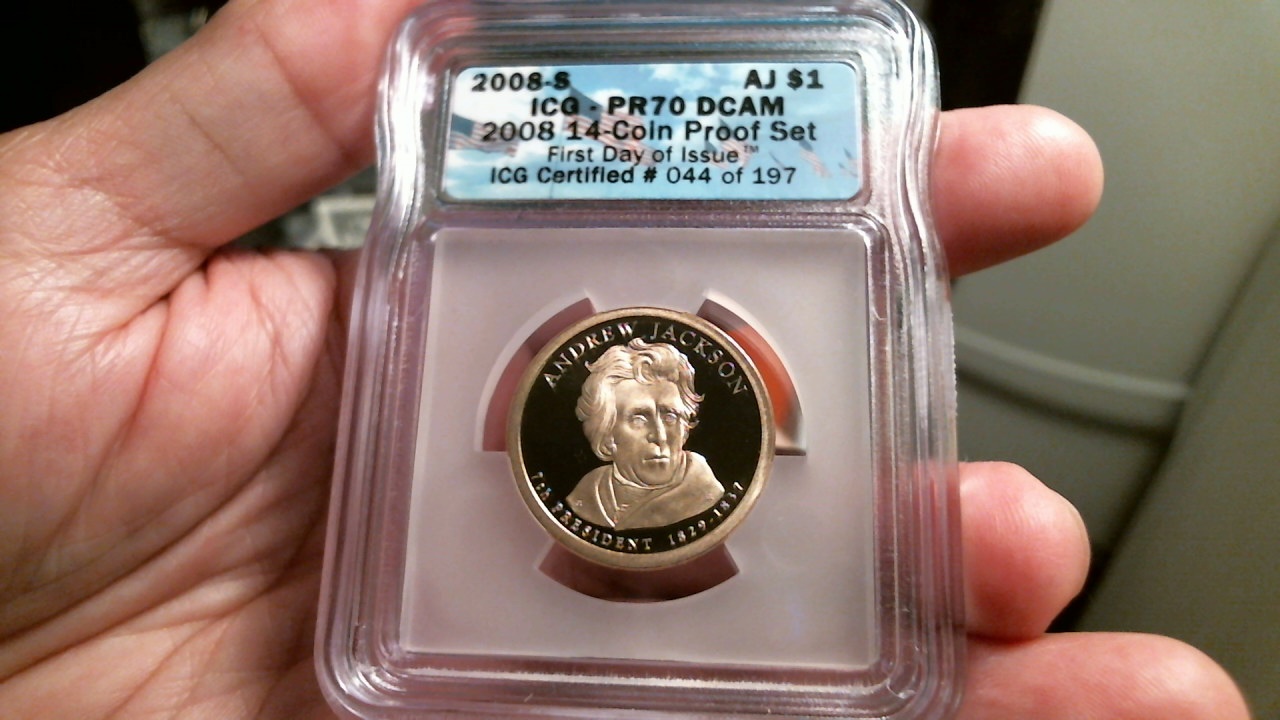 2008-S AJ $1
ICG - PR70 DCAM
2008 14-Coin Proof Set
First Day of Issue™
ICG Certified # 044 of 197
ANDREW JACKSON
7th PRESIDENT 1829-1837